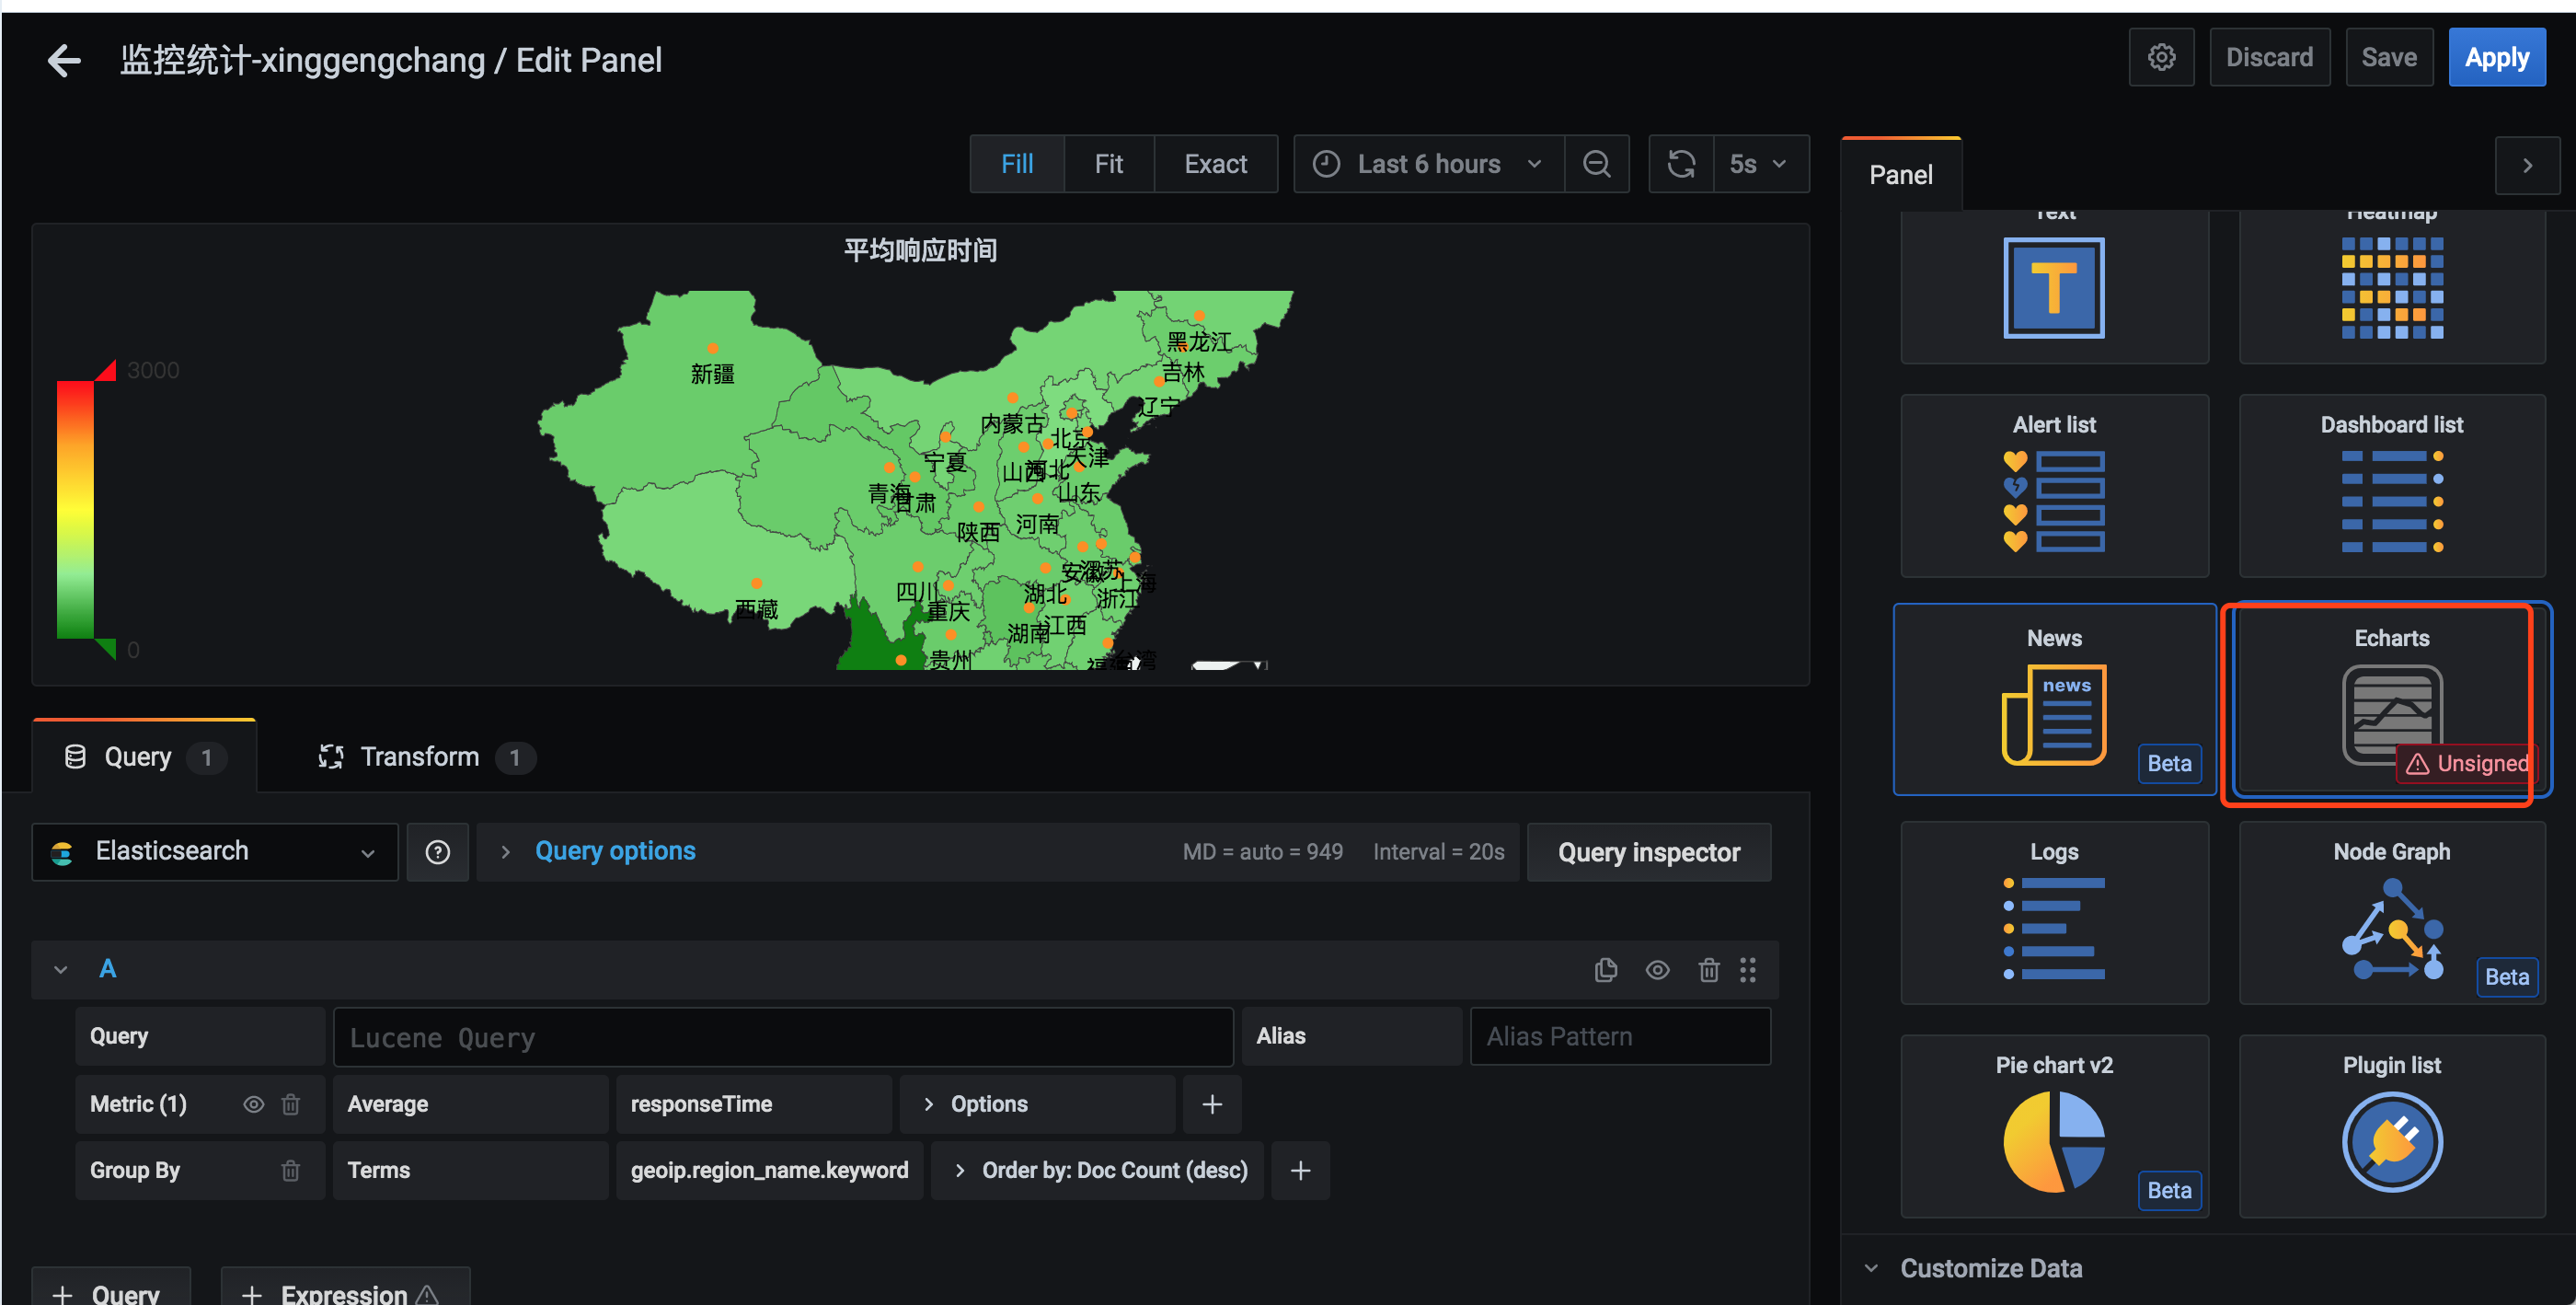 监控统计-xinggengchang / Edit Panel
Discard
Save
Apply
Fill
Fit
Exact
Last 6 hours
5s
Panel
平均响应时间
3000
0
新疆
黑龙江
吉林
辽宁
内蒙古
北京
天津
宁夏
山西
河北
青海
甘肃
山东
陕西
河南
四川
重庆
安徽
江苏
上海
湖北
浙江
西藏
湖南
江西
贵州
福建
台湾
Text
Heatmap
Alert list
Dashboard list
News
news
Beta
Echarts
Unsigned
Logs
Node Graph
Beta
Pie chart v2
Beta
Plugin list
Customize Data
Query 1
Transform 1
Elasticsearch
Query options
MD = auto = 949
Interval = 20s
Query inspector
A
Query
Lucene Query
Alias
Alias Pattern
Metric (1)
Average
responseTime
Options
Group By
Terms
geoip.region_name.keyword
Order by: Doc Count (desc)
+ Query
+ Expression